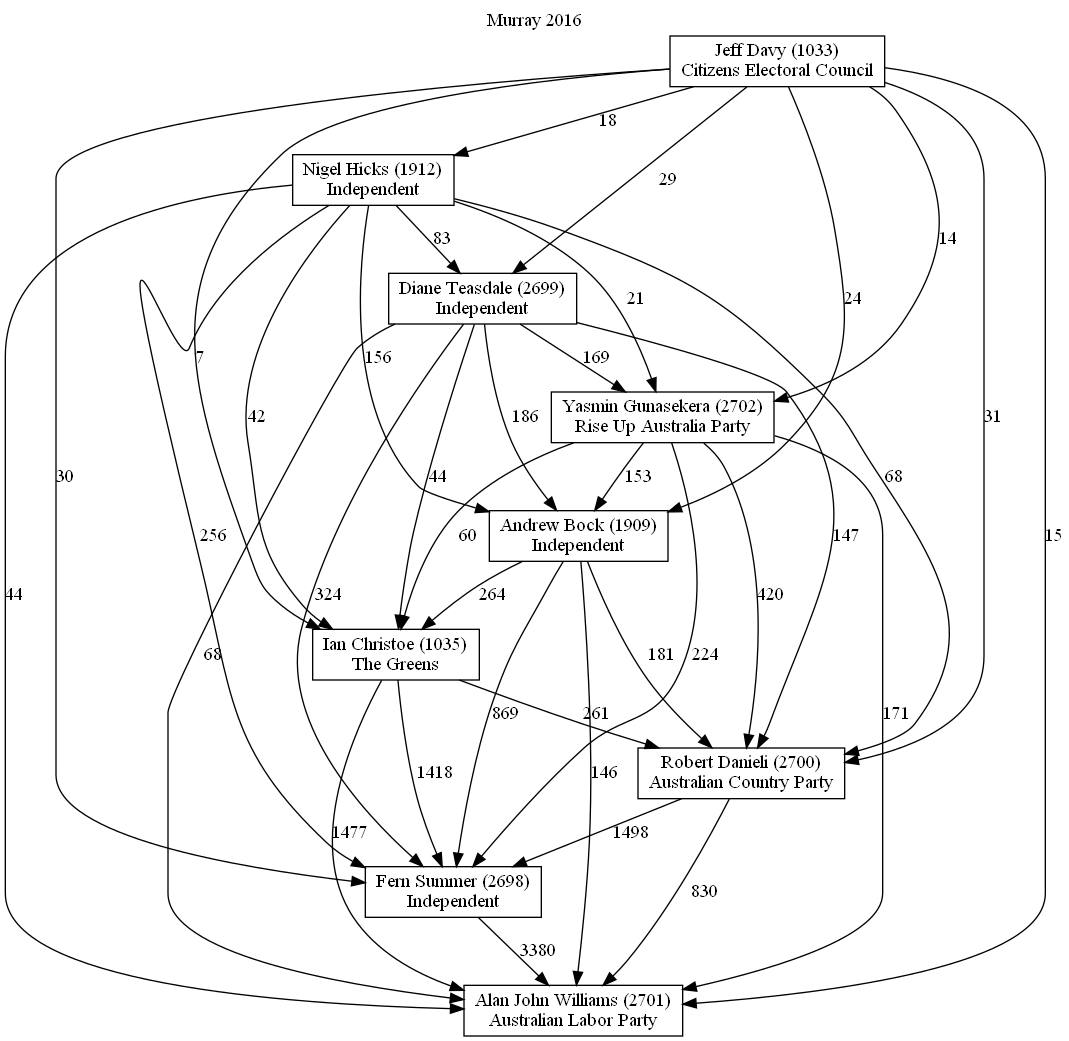 Murray 2016
Jeff Davy (1033)
Citizens Electoral Council
18
Nigel Hicks (1912)
Independent
29
83
14
Diane Teasdale (2699)
Independent
21
24
7
156
169
42
186
Yasmin Gunasekera (2702)
Rise Up Australia Party
31
30
44
153
68
Andrew Bock (1909)
Independent
256
60
147
15
44
324
264
420
68
Ian Christoe (1035)
The Greens
181
224
869
261
171
1418
146
Robert Danieli (2700)
Australian Country Party
1477
1498
Fern Summer (2698)
Independent
830
3380
Alan John Williams (2701)
Australian Labor Party